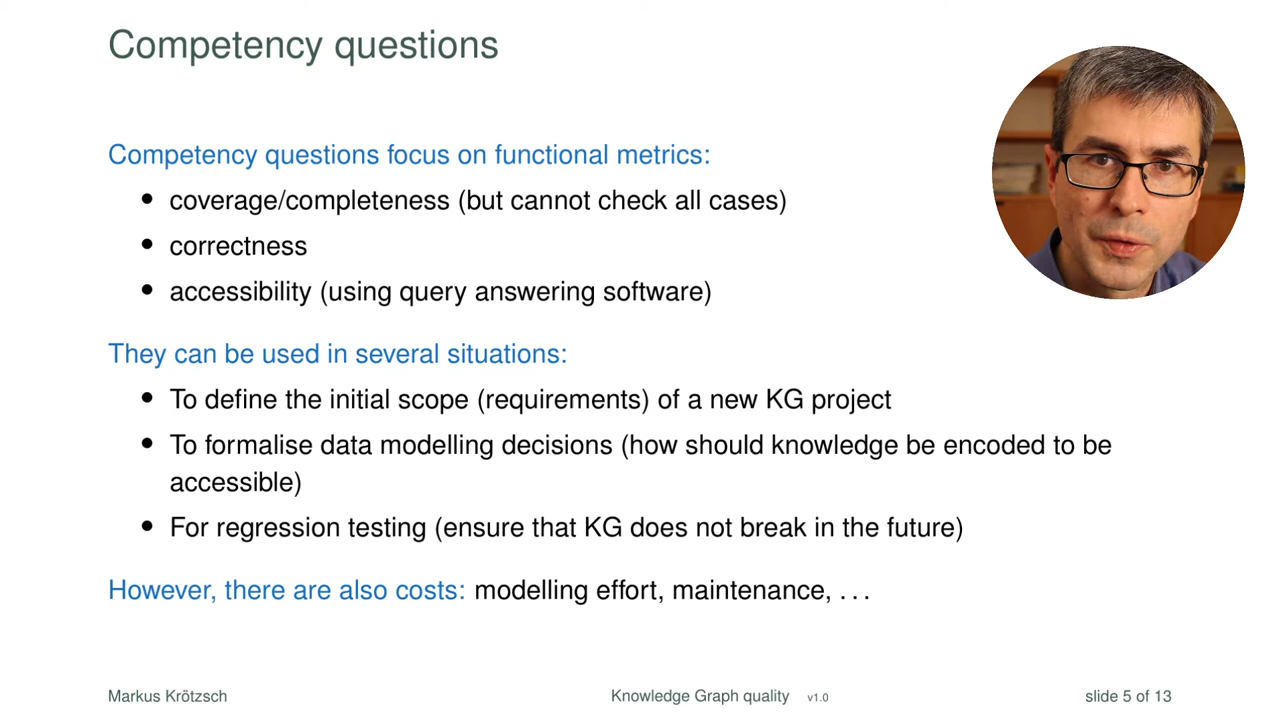 Competency questions
Competency questions focus on functional metrics:
• coverage/completeness (but cannot check all cases)
• correctness
• accessibility (using query answering software)
They can be used in several situations:
• To define the initial scope (requirements) of a new KG project
• To formalise data modelling decisions (how should knowledge be encoded to be
accessible)
• For regression testing (ensure that KG does not break in the future)
However, there are also costs: modelling effort, maintenance, . . .
Markus Krötzsch Knowledge Graph quality v1.0 slide 5 of 13